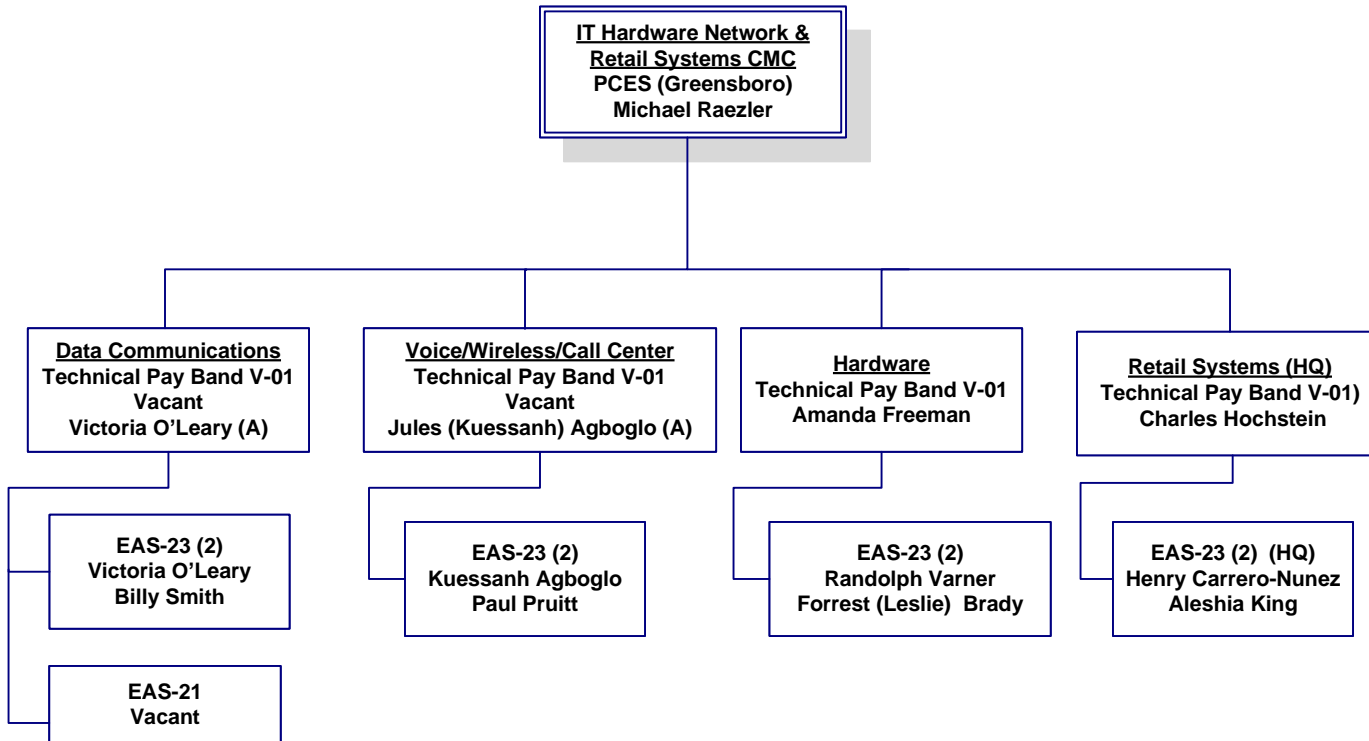 IT Hardware Network &
Retail Systems CMC
PCES (Greensboro)
Michael Raezler
Data Communications
Technical Pay Band V-01
Vacant
Victoria O’Leary (A)
Voice/Wireless/Call Center
Technical Pay Band V-01
Vacant
Jules (Kuessanh) Agboglo (A)
Hardware
Technical Pay Band V-01
Amanda Freeman
Retail Systems (HQ)
Technical Pay Band V-01)
Charles Hochstein
EAS-23 (2)
Victoria O’Leary
Billy Smith
EAS-23 (2)
Kuessanh Agboglo
Paul Pruitt
EAS-23 (2)
Randolph Varner
Forrest (Leslie) Brady
EAS-23 (2) (HQ)
Henry Carrero-Nunez
Aleshia King
EAS-21
Vacant